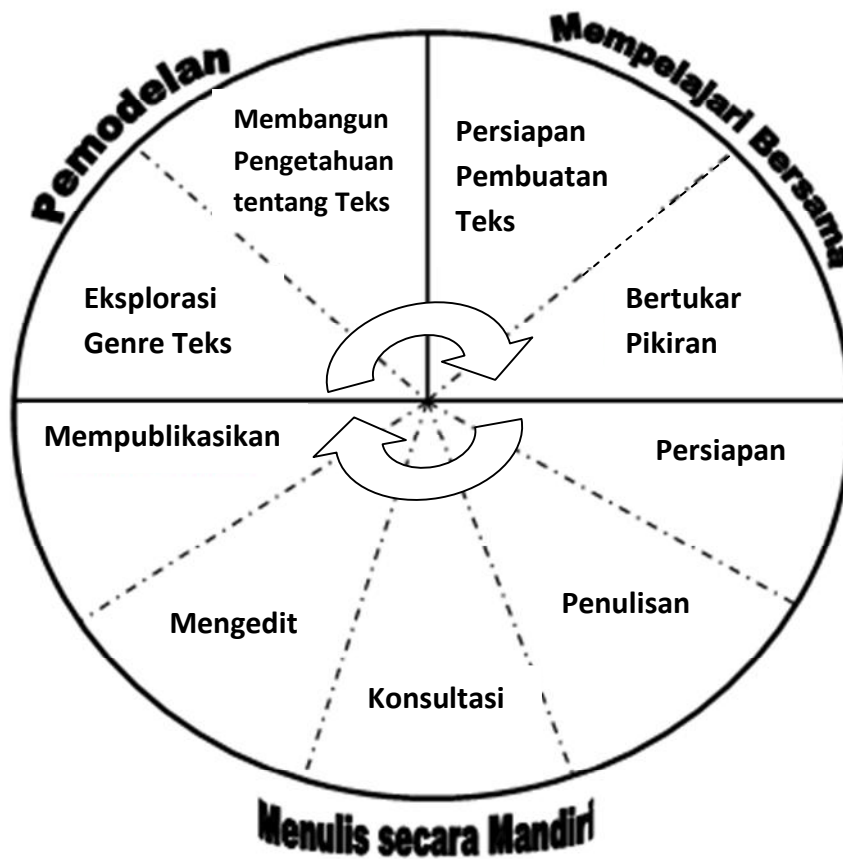 Pemodelan
Mempelajari Bersama
Membangun
Pengetahuan
tentang Teks
Persiapan
Pembuatan
Teks
Eksplorasi
Genre Teks
Bertukar
Pikiran
Mempublikasikan
Persiapan
Mengedit
Penulisan
Konsultasi
Menulis secara Mandiri